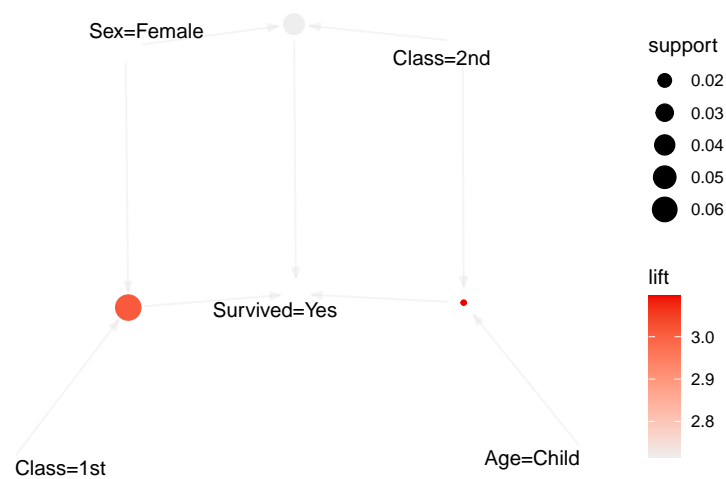 Sex=Female
Class=2nd
Survived=Yes
Class=1st
Age=Child
support
0.02
0.03
0.04
0.05
0.06
lift
3.0
2.9
2.8